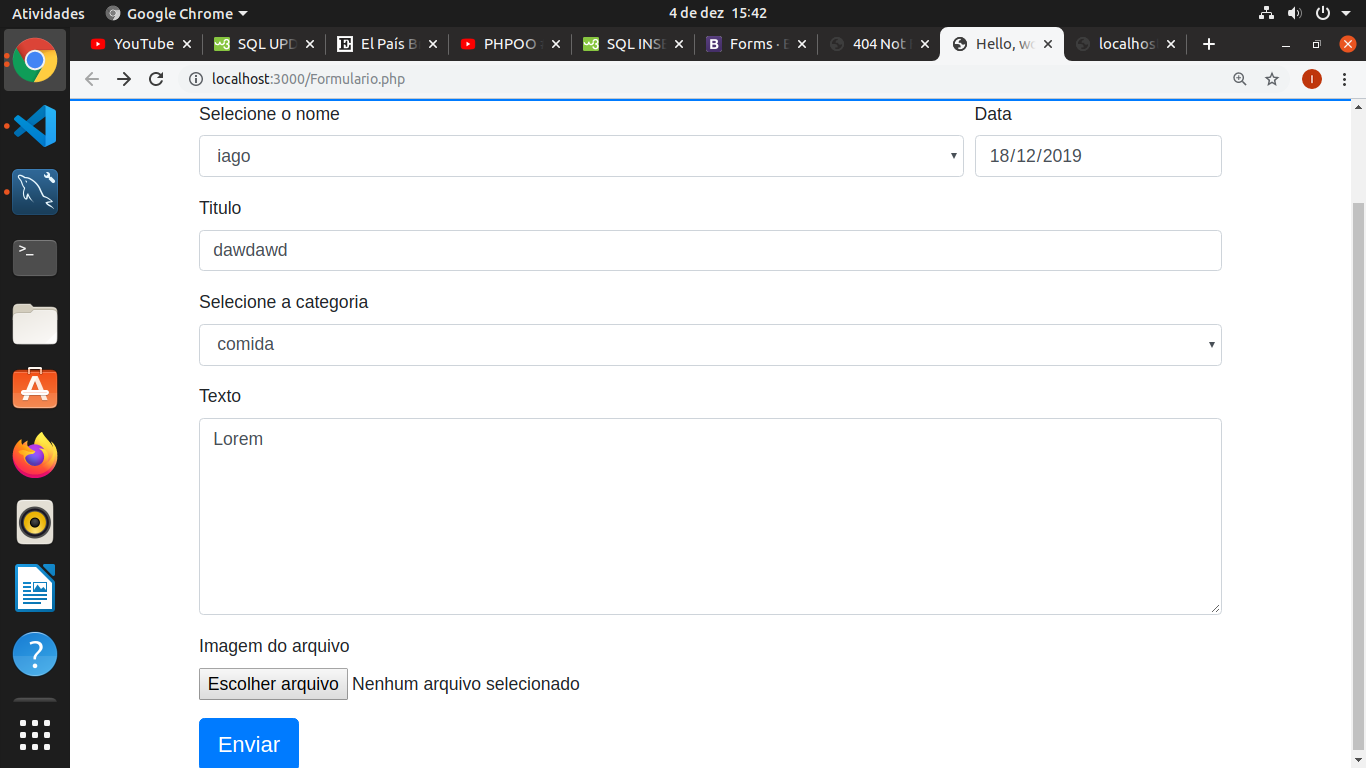 Atividades Google Chrome 4 de dez 15:42
YouTube SQL UPD El País B PHPOO SQL INSE Forms · B 404 Not Hello, wo localhos
localhost:3000/Formulario.php I
Selecione o nome Data
iago 18/12/2019
Titulo
dawdawd
Selecione a categoria
comida
Texto
Lorem
Imagem do arquivo
Escolher arquivo Nenhum arquivo selecionado
Enviar